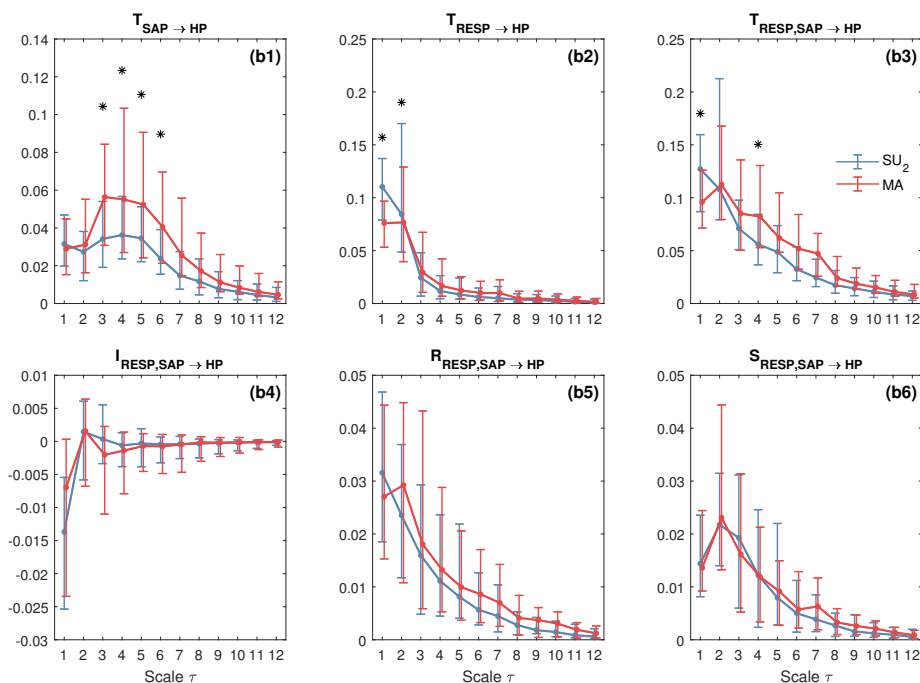 T SAP → HP
(b1)
0.14
0.12
0.1
0.08
0.06
0.04
0.02
0
1 2 3 4 5 6 7 8 9 10 11 12
T RESP → HP
(b2)
0.25
0.2
0.15
0.1
0.05
0
1 2 3 4 5 6 7 8 9 10 11 12
T RESP,SAP → HP
(b3)
0.25
0.2
0.15
0.1
0.05
0
1 2 3 4 5 6 7 8 9 10 11 12
SU2
MA
I RESP,SAP → HP
(b4)
0.01
0.005
0
-0.005
-0.01
-0.015
-0.02
-0.025
-0.03
1 2 3 4 5 6 7 8 9 10 11 12
Scale τ
R RESP,SAP → HP
(b5)
0.05
0.04
0.03
0.02
0.01
0
1 2 3 4 5 6 7 8 9 10 11 12
Scale τ
S RESP,SAP → HP
(b6)
0.05
0.04
0.03
0.02
0.01
0
1 2 3 4 5 6 7 8 9 10 11 12
Scale τ